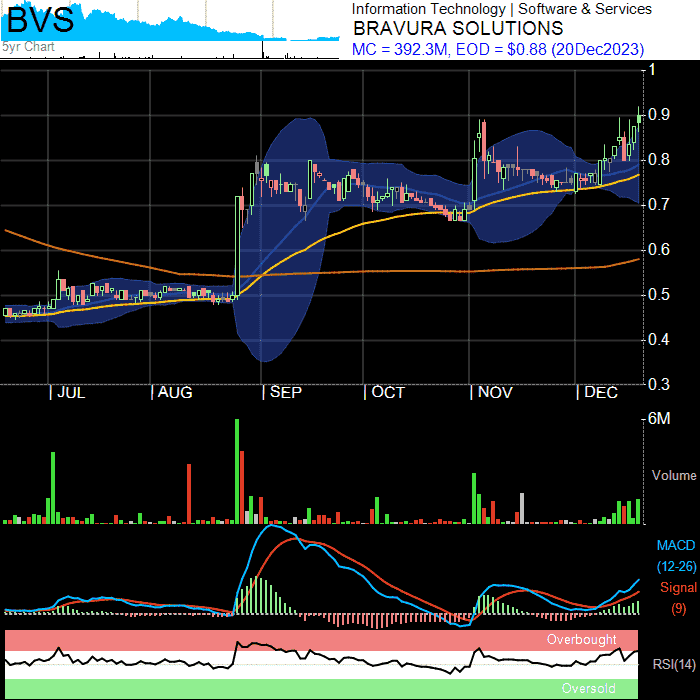 BVS
5yr Chart
Information Technology | Software & Services
BRAVURA SOLUTIONS
MC = 392.3M, EOD = $0.88 (20Dec2023)
1
0.9
0.8
0.7
0.6
0.5
0.4
0.3
| JUL | AUG | SEP | OCT | NOV | DEC
6M
Volume
MACD
(12-26)
Signal
(9)
Overbought
RSI(14)
Oversold